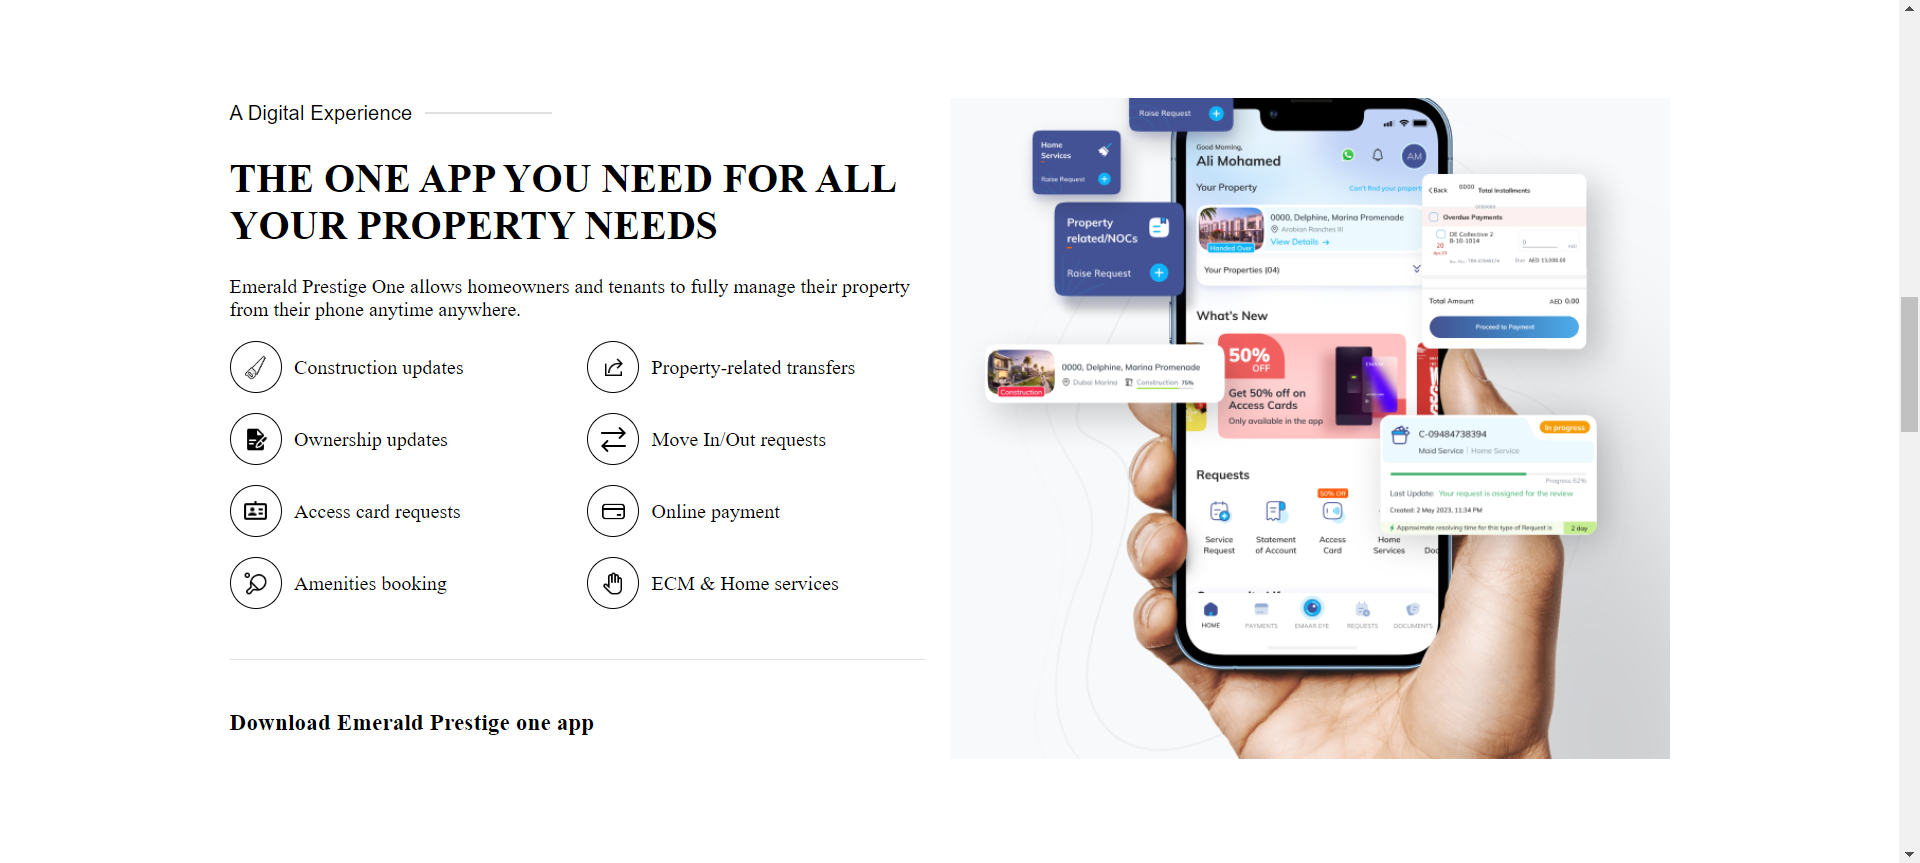 A Digital Experience
THE ONE APP YOU NEED FOR ALL
YOUR PROPERTY NEEDS
Emerald Prestige One allows homeowners and tenants to fully manage their property
from their phone anytime anywhere.
Construction updates
Property-related transfers
Ownership updates
Move In/Out requests
Access card requests
Online payment
Amenities booking
ECM & Home services
Download Emerald Prestige one app
Raise Request
Home
Services
Raise Request
Property
related/NOCs
Raise Request
Good Morning,
Ali Mohamed
AM
Your Property
Can't find your property
0000, Delphine, Marina Promenade
Arabian Ranches III
View Details
Handed Over
Your Properties (04)
What's New
50%
OFF
Get 50% off on
Access Cards
Only available in the app
0000, Delphine, Marina Promenade
Dubai Marina
Construction 75%
Construction
Back
0000
Total Installments
Overdue Payments
DE Collective 2
B-10-1014
20
0
Due AED 13,000.00
Total Amount
AED 0.00
Proceed to Payment
In progress
C-09484738394
Maid Service | Home Service
Progress 62%
Last Update: Your request is assigned for the review
Created: 2 May 2023, 11:34 PM
Approximate resolving time for this type of Request is
2 day
Requests
50% Off
Service
Request
Statement
of Account
Access
Card
Home
Services
Doc
HOME
PAYMENTS
EMAAR EYE
REQUESTS
DOCUMENTS